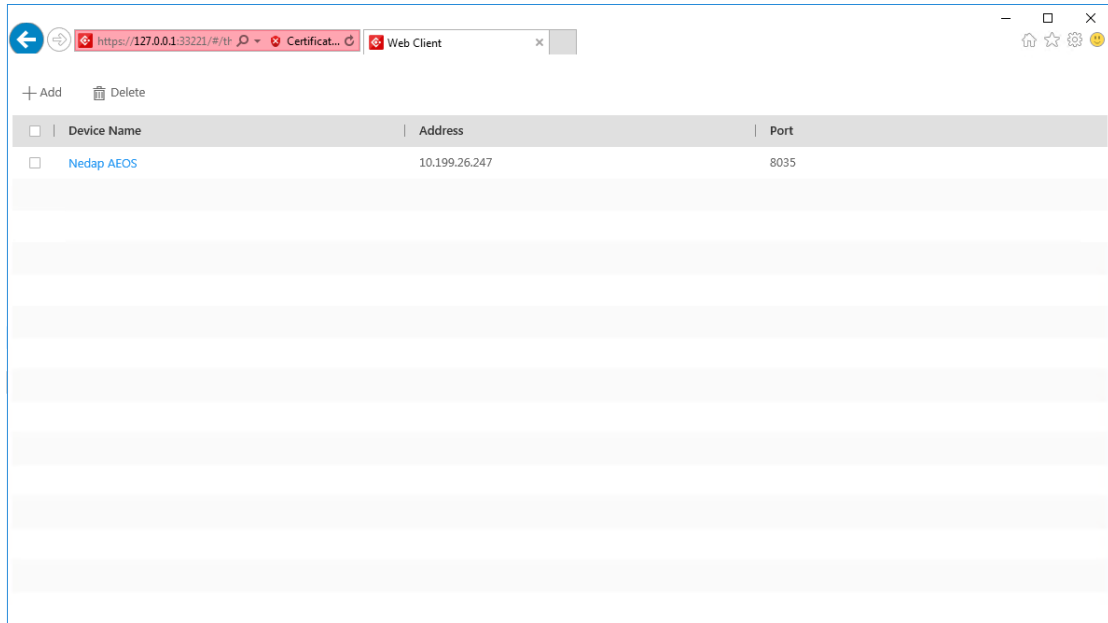 https://127.0.0.1:33221/#/th Certificat... Web Client
Add Delete
Device Name Address Port
Nedap AEOS 10.199.26.247 8035